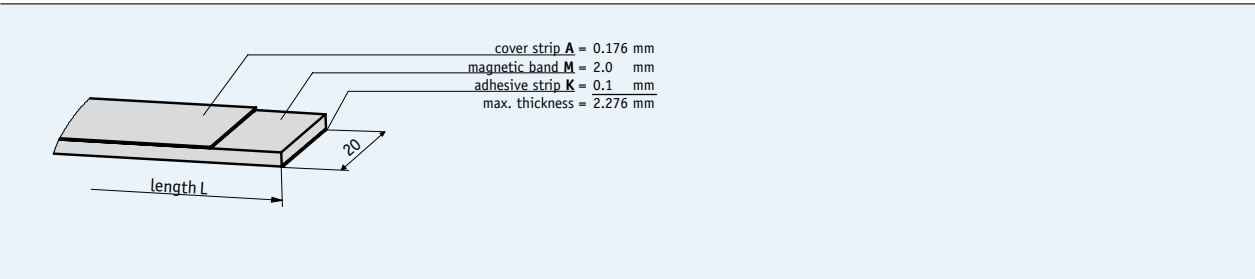 cover strip A = 0.176 mm
magnetic band M = 2.0 mm
adhesive strip K = 0.1 mm
max. thickness = 2.276 mm
20
length L